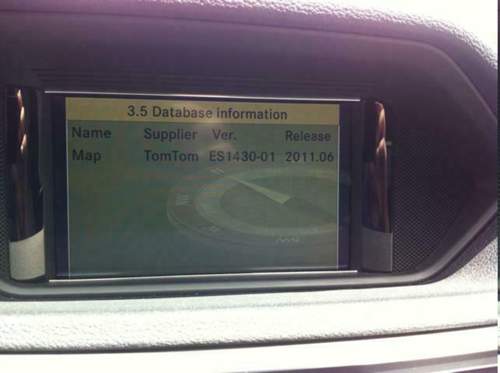 3.5 Database information
Name Supplier Ver. Release
Map TomTom ES1430-01 2011.06